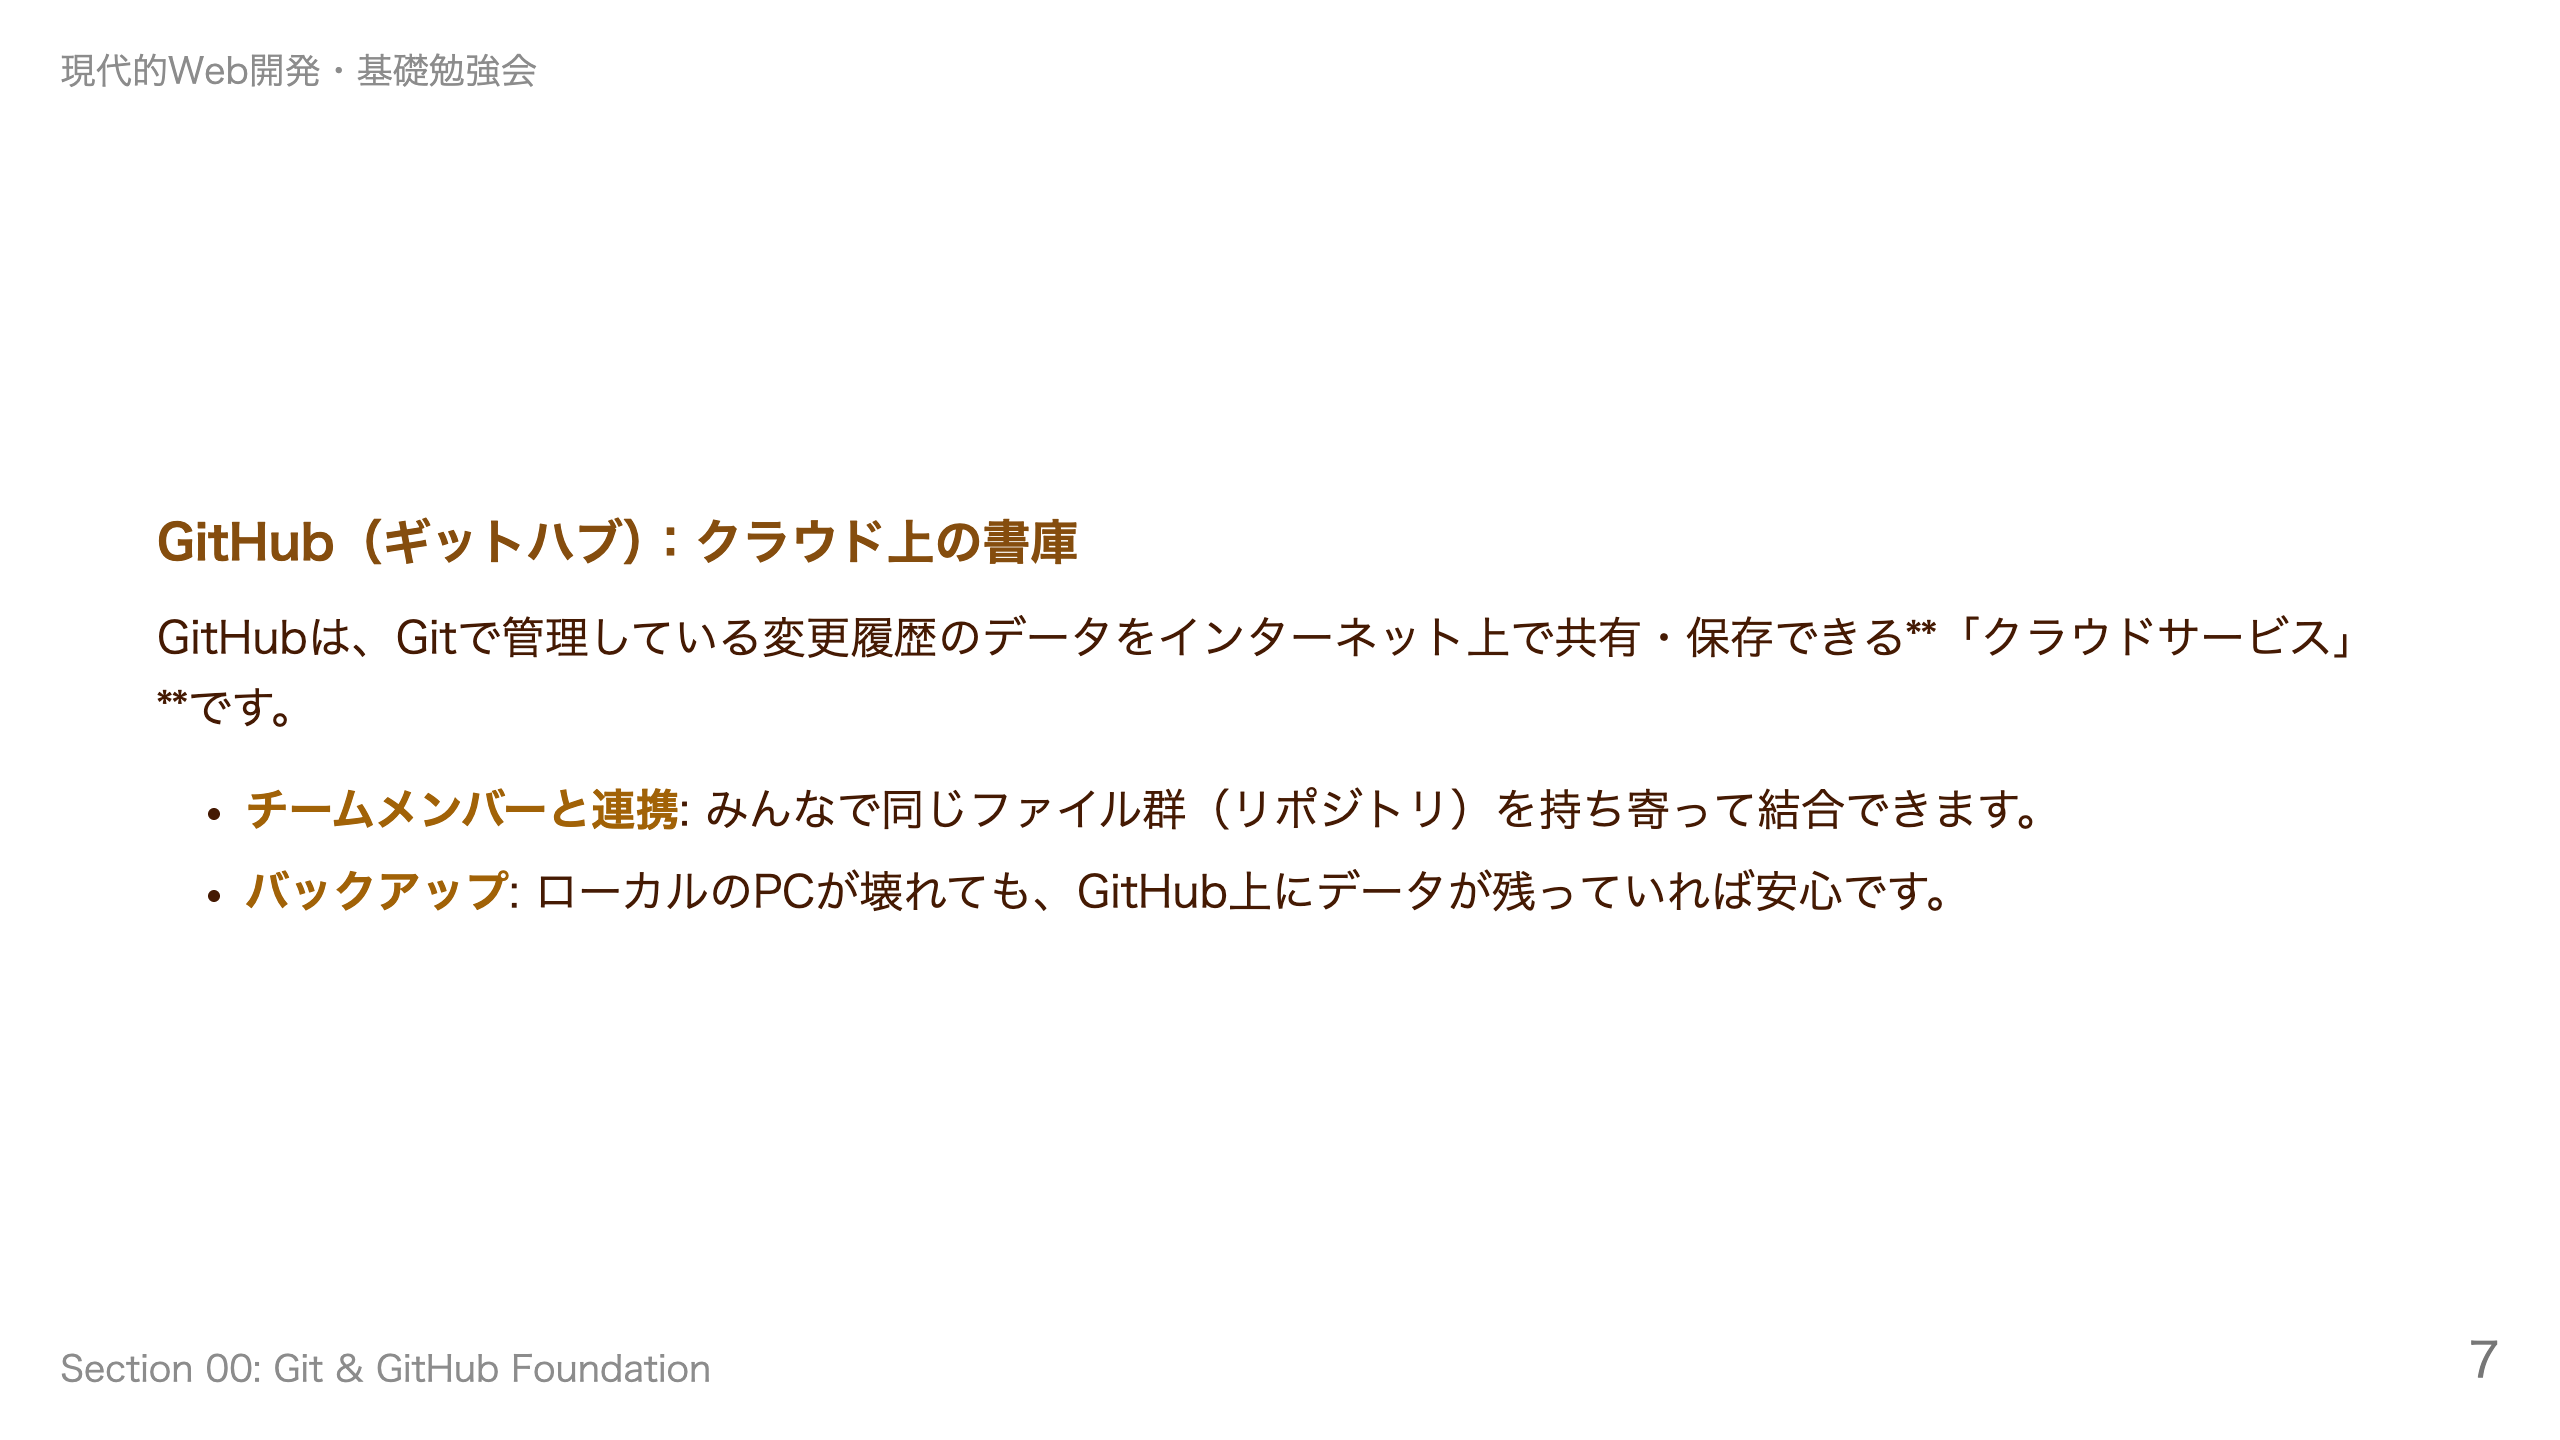 現代的Web開発・基礎勉強会
GitHub（ギットハブ）：クラウド上の書庫
GitHubは、Gitで管理している変更履歴のデータをインターネット上で共有・保存できる**「クラウドサービス」
**です。
• チームメンバーと連携: みんなで同じファイル群（リポジトリ）を持ち寄って結合できます。
• バックアップ: ローカルのPCが壊れても、GitHub上にデータが残っていれば安心です。
Section 00: Git & GitHub Foundation
7